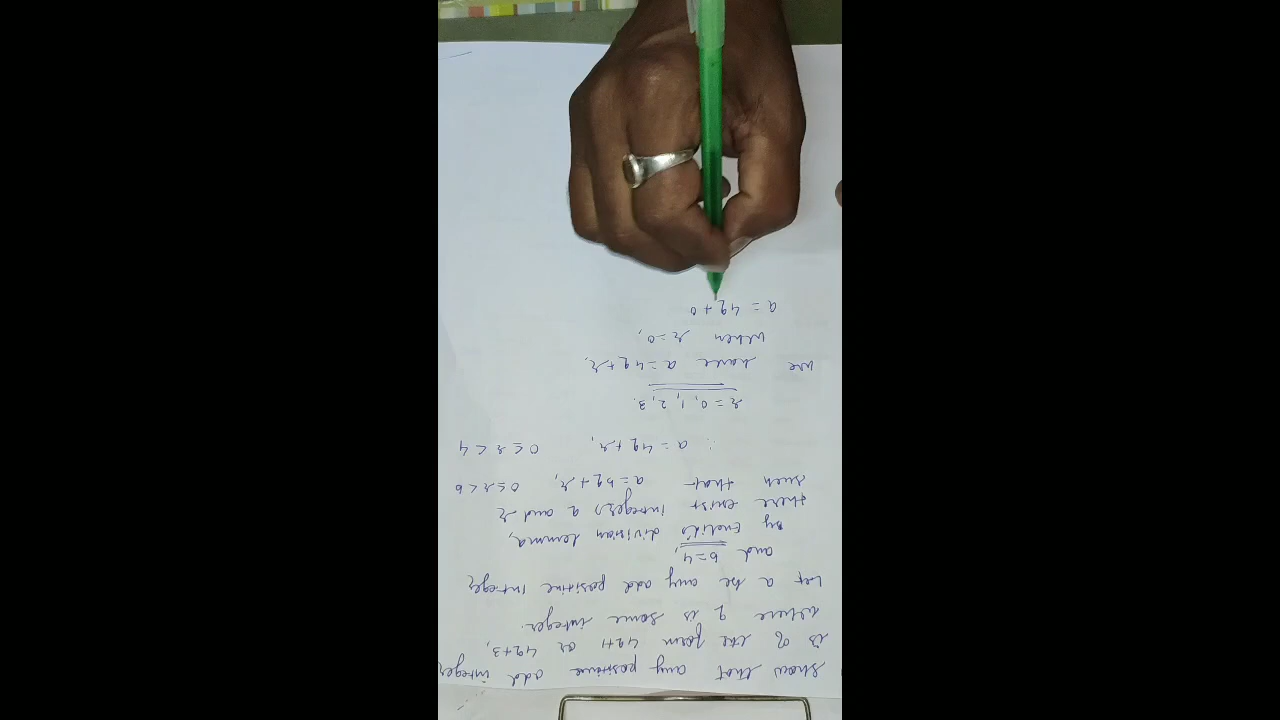 Show that any positive odd integer
is of the form 4q+1 or 4q+3,
where q is some integer.
Let a be any odd positive integer
and b=4,
By Euclid's division lemma,
there exist integers q and r
such that a=bq+r, 0≤r<b
∴ a=4q+r, 0≤r<4
r=0,1,2,3.
we have a=4q+r,
when r=0,
a=4q+0